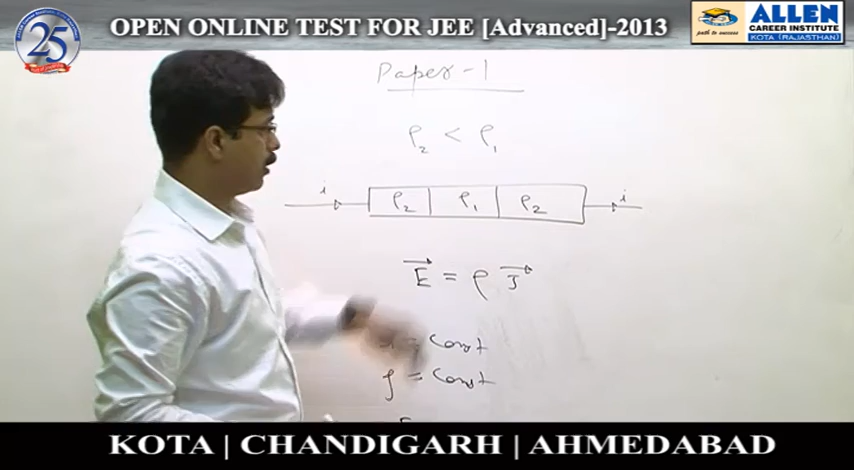 OPEN ONLINE TEST FOR JEE [Advanced]-2013
25
path to success
ALLEN
CAREER INSTITUTE
KOTA (RAJASTHAN)
Paper-1
ρ₂ < ρ₁
i
ρ₂ ρ₁ ρ₂
i
E⃗ = ρ J⃗
= Const
J = Const
KOTA | CHANDIGARH | AHMEDABAD